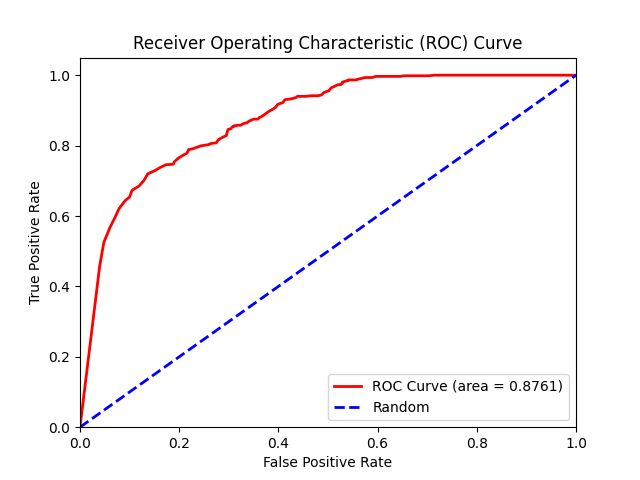 Receiver Operating Characteristic (ROC) Curve
1.0
0.8
0.6
0.4
0.2
0.0
True Positive Rate
0.0 0.2 0.4 0.6 0.8 1.0
False Positive Rate
ROC Curve (area = 0.8761)
Random